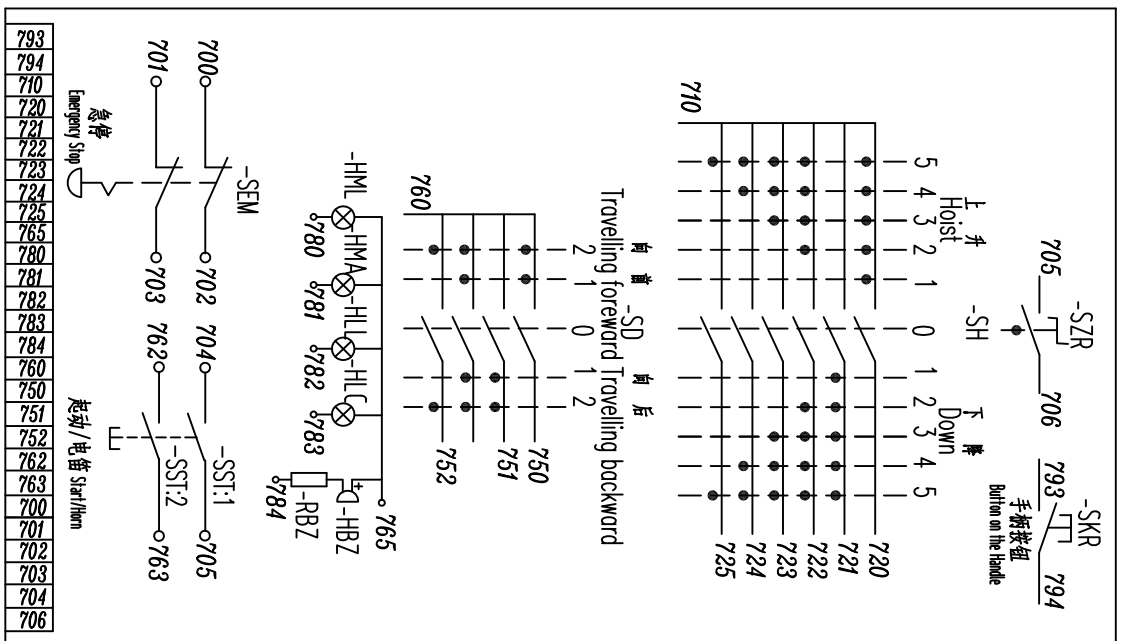 793
794
710
720
721
722
723
724
725
765
780
781
782
783
784
760
750
751
752
762
763
700
701
702
703
704
706
705
-SZR
706
793
-SKR
794
手柄按钮
Button on the Handle
710
5
4
3
2
1
0
1
2
3
4
5
上 升
Hoist
-SH
下 降
Down
720
721
722
723
724
725
760
2
1
0
1
2
向 前
Travelling foreward
-SD
向 后
Travelling backward
750
751
752
-HML
-HMA
-HLL
-HLC
780
781
782
783
784
-RBZ
-HBZ
+
765
700
701
-SEM
702
703
急停
Emergency Stop
704
762
-SST:1
-SST:2
705
763
起动/电笛 Start/Horn